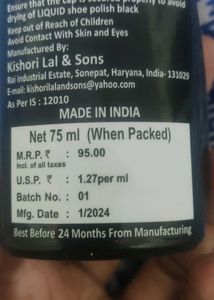 Ensure that the cap is secured properly to avoid
drying of LIQUID shoe polish black
Keep out of Reach of Children
Avoid Contact With Skin and Eyes
Manufactured By:
Kishori Lal & Sons
Rai industrial Estate, Sonepat, Haryana, India- 131029
E-mail: kishorilalandsons@yahoo.com
As Per IS : 12010
MADE IN INDIA
Net 75 ml (When Packed)
M.R.P.₹ : 95.00
Incl. of all taxes
U.S.P. ₹ : 1.27per ml
Batch No. : 01
Mfg. Date : 1/2024
Best Before 24 Months From Manufacturing